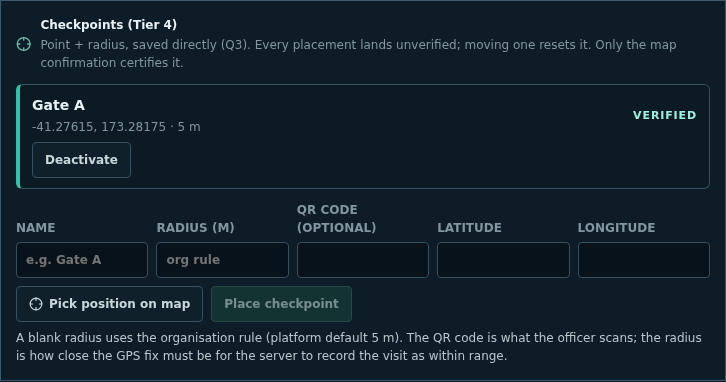 Checkpoints (Tier 4)
Point + radius, saved directly (Q3). Every placement lands unverified; moving one resets it. Only the map
confirmation certifies it.
Gate A
-41.27615, 173.28175 · 5 m
VERIFIED
Deactivate
NAME
RADIUS (M)
QR CODE
(OPTIONAL)
LATITUDE
LONGITUDE
e.g. Gate A
org rule
Pick position on map
Place checkpoint
A blank radius uses the organisation rule (platform default 5 m). The QR code is what the officer scans; the radius
is how close the GPS fix must be for the server to record the visit as within range.